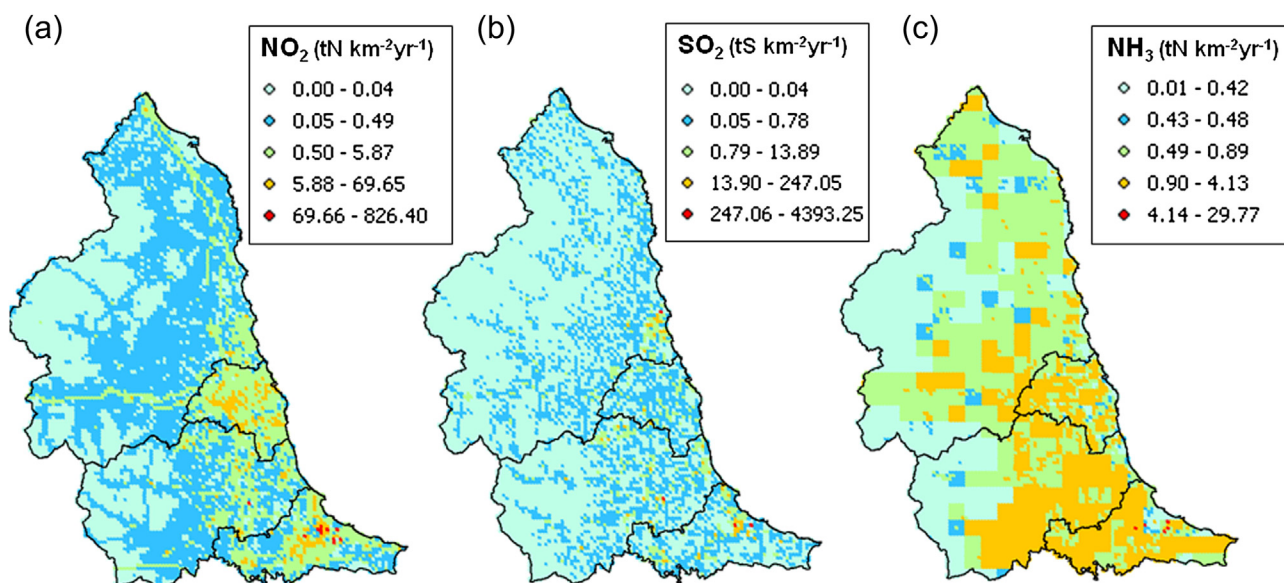 (a)
NO₂ (tN km⁻²yr⁻¹)
0.00 - 0.04
0.05 - 0.49
0.50 - 5.87
5.88 - 69.65
69.66 - 826.40
(b)
SO₂ (tS km⁻²yr⁻¹)
0.00 - 0.04
0.05 - 0.78
0.79 - 13.89
13.90 - 247.05
247.06 - 4393.25
(c)
NH₃ (tN km⁻²yr⁻¹)
0.01 - 0.42
0.43 - 0.48
0.49 - 0.89
0.90 - 4.13
4.14 - 29.77